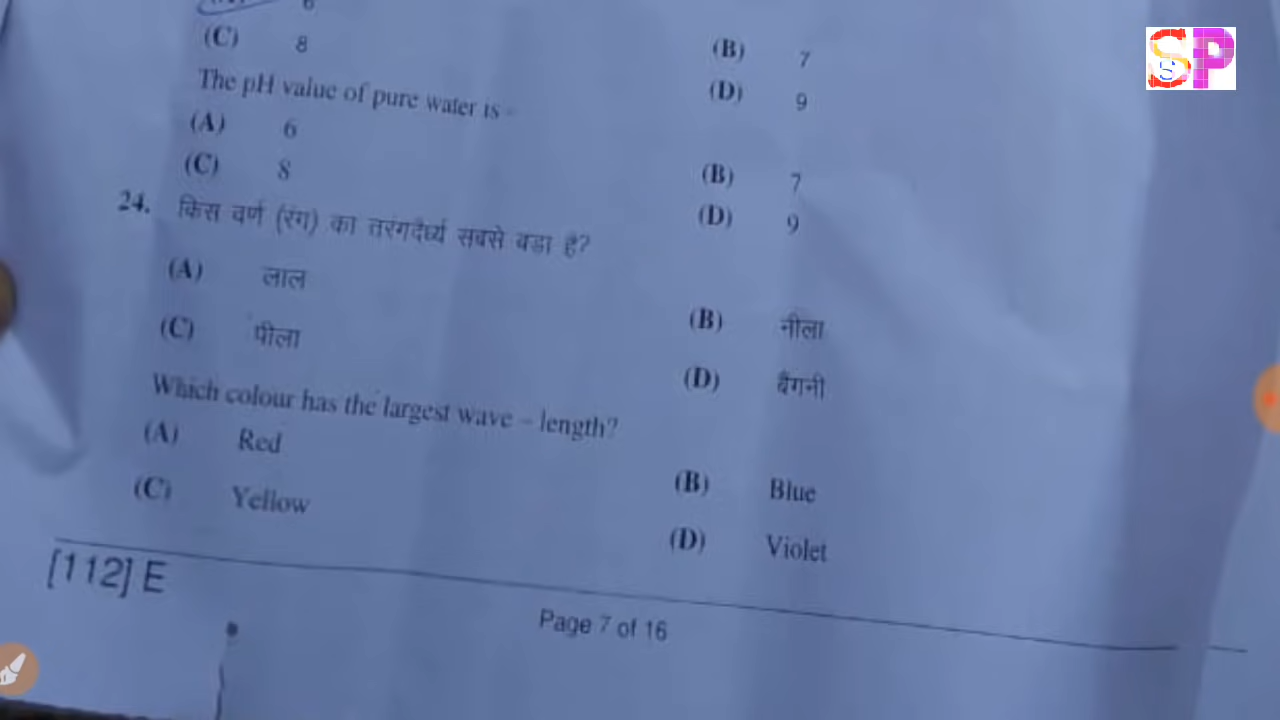 (C) 8 (B) 7
(D) 9
The pH value of pure water is -
(A) 6 (B) 7
(C) 8 (D) 9
24. किस वर्ण (रंग) का तरंगदैर्ध्य सबसे बडा है?
(A) लाल (B) नीला
(C) पीला (D) बैंगनी
Which colour has the largest wave – length?
(A) Red (B) Blue
(C) Yellow (D) Violet
[112] E
Page 7 of 16
SP
S